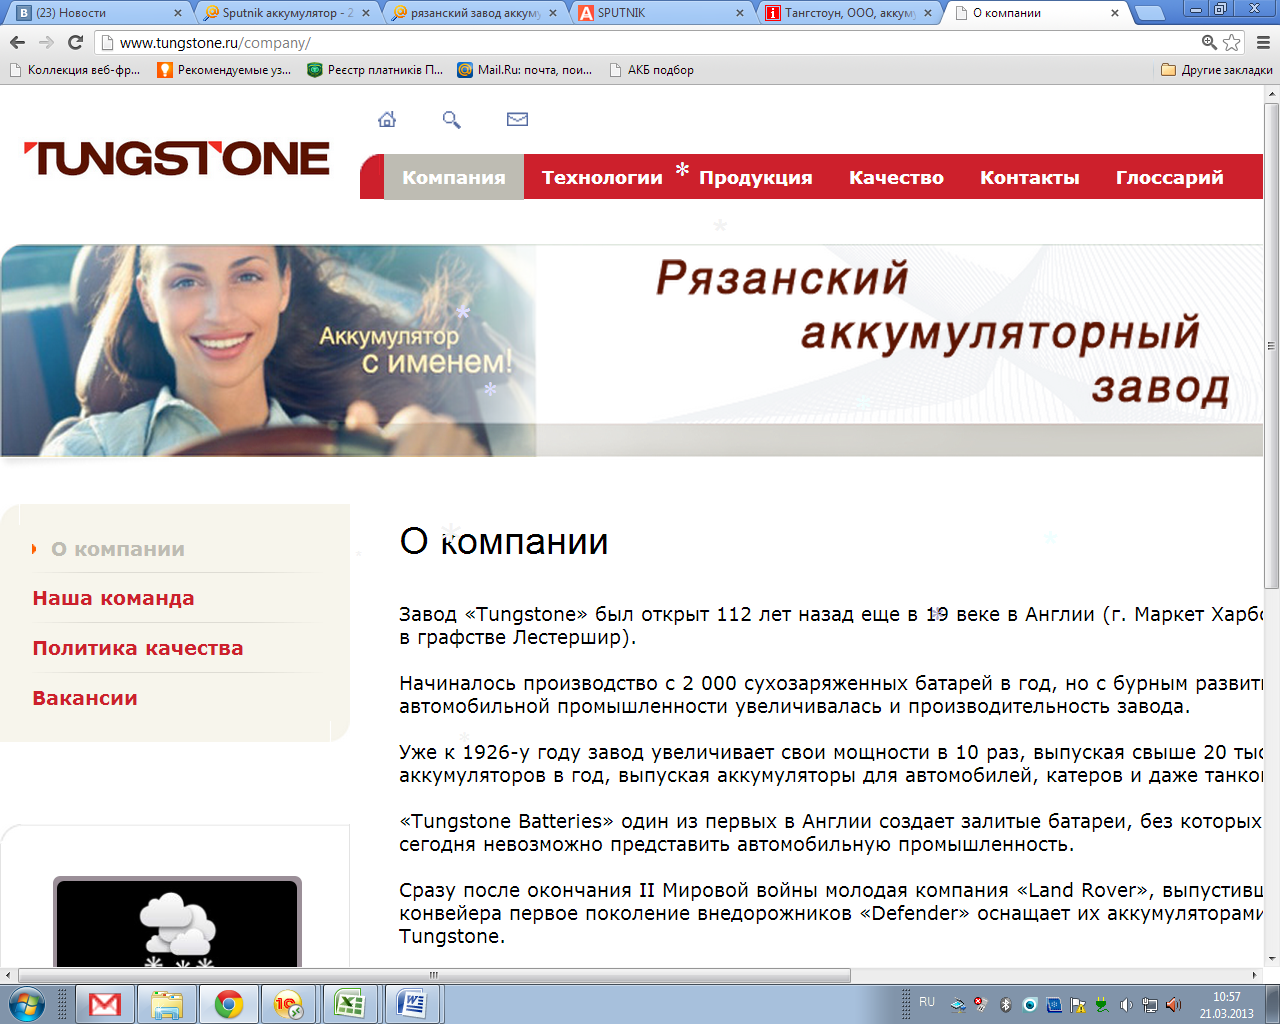 (23) Новости
Sputnik аккумулятор - 2
рязанский завод аккум
SPUTNIK
Тангстоун, ООО, аккум
О компании
www.tungstone.ru/company/
Коллекция веб-фр...
Рекомендуемые уз...
Реєстр платників П...
Mail.Ru: почта, пои...
АКБ подбор
Другие закладки
TUNGSTONE
Компания
Технологии
Продукция
Качество
Контакты
Глоссарий
Аккумулятор
с именем!
Рязанский
аккумуляторный
завод
О компании
Наша команда
Политика качества
Вакансии
О компании
Завод «Tungstone» был открыт 112 лет назад еще в 19 веке в Англии (г. Маркет Харбо
в графстве Лестершир).
Начиналось производство с 2 000 сухозаряженных батарей в год, но с бурным развити
автомобильной промышленности увеличивалась и производительность завода.
Уже к 1926-у году завод увеличивает свои мощности в 10 раз, выпуская свыше 20 тыс
аккумуляторов в год, выпуская аккумуляторы для автомобилей, катеров и даже танко
«Tungstone Batteries» один из первых в Англии создает залитые батареи, без которых
сегодня невозможно представить автомобильную промышленность.
Сразу после окончания II Мировой войны молодая компания «Land Rover», выпустивш
конвейера первое поколение внедорожников «Defender» оснащает их аккумуляторами
Tungstone.
RU
10:57
21.03.2013